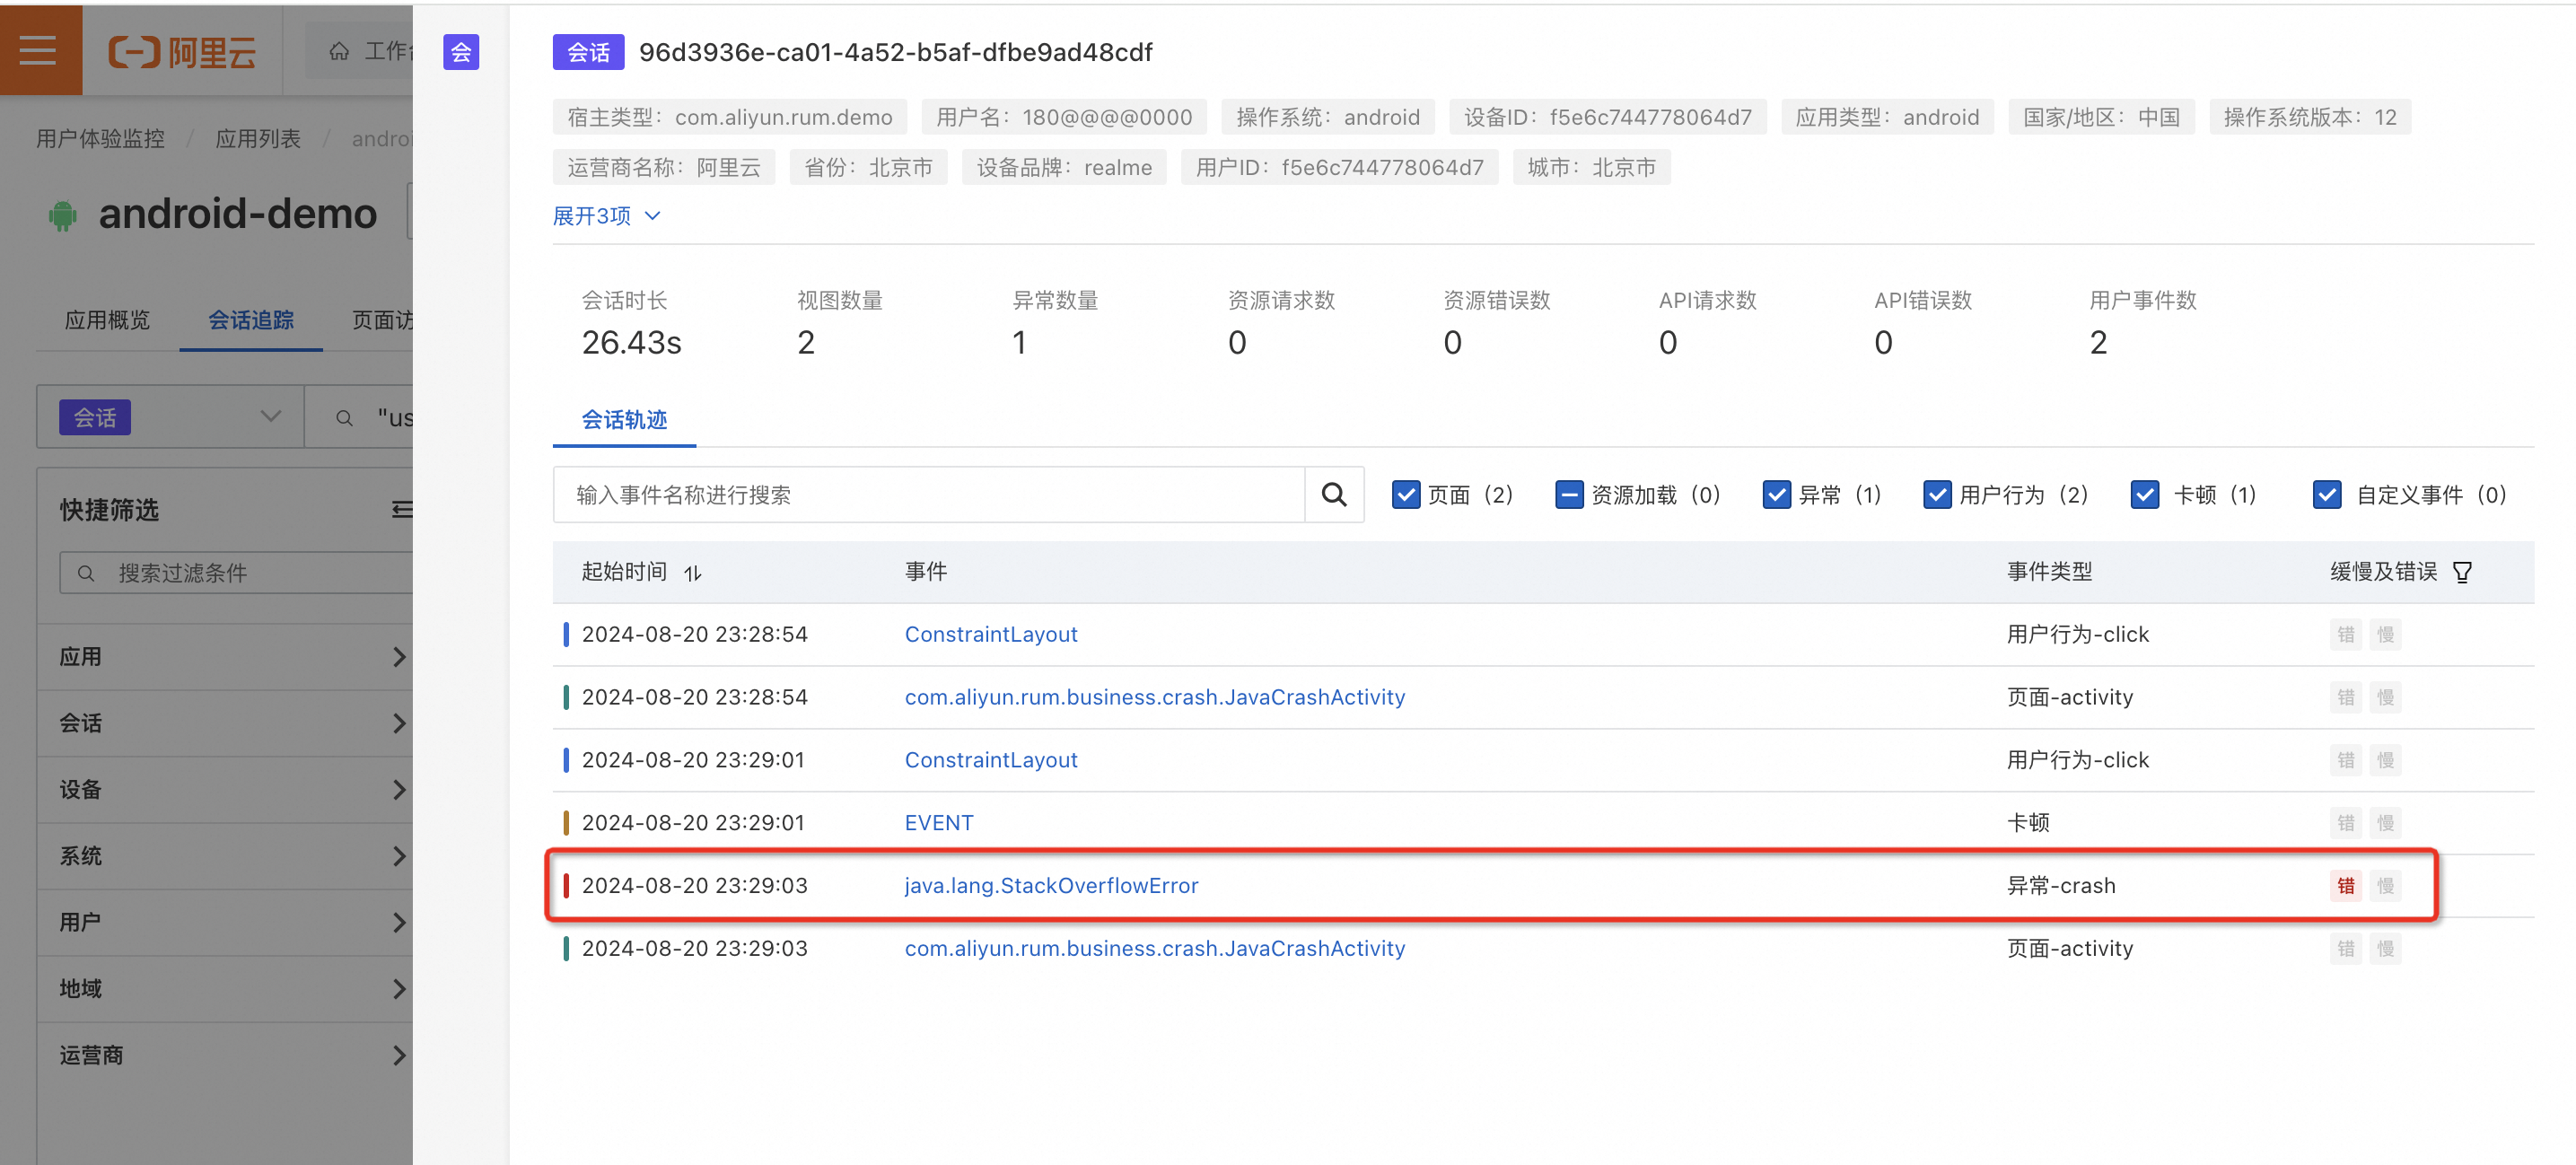 阿里云
工作台
用户体验监控 / 应用列表 / androi
android-demo
应用概览
会话追踪
页面访
会话
"us
快捷筛选
搜索过滤条件
应用
会话
设备
系统
用户
地域
运营商
会
会话 96d3936e-ca01-4a52-b5af-dfbe9ad48cdf
宿主类型：com.aliyun.rum.demo 用户名：180@@@@0000 操作系统：android 设备ID：f5e6c744778064d7 应用类型：android 国家/地区：中国 操作系统版本：12
运营商名称：阿里云 省份：北京市 设备品牌：realme 用户ID：f5e6c744778064d7 城市：北京市
展开3项
会话时长 视图数量 异常数量 资源请求数 资源错误数 API请求数 API错误数 用户事件数
26.43s 2 1 0 0 0 0 2
会话轨迹
输入事件名称进行搜索 页面（2） 资源加载（0） 异常（1） 用户行为（2） 卡顿（1） 自定义事件（0）
起始时间 事件 事件类型 缓慢及错误
2024-08-20 23:28:54 ConstraintLayout 用户行为-click 错 慢
2024-08-20 23:28:54 com.aliyun.rum.business.crash.JavaCrashActivity 页面-activity 错 慢
2024-08-20 23:29:01 ConstraintLayout 用户行为-click 错 慢
2024-08-20 23:29:01 EVENT 卡顿 错 慢
2024-08-20 23:29:03 java.lang.StackOverflowError 异常-crash 错 慢
2024-08-20 23:29:03 com.aliyun.rum.business.crash.JavaCrashActivity 页面-activity 错 慢